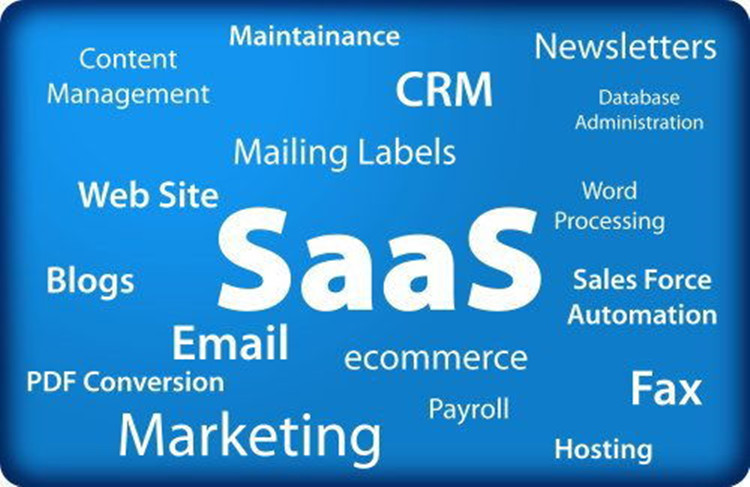 Maintainance
Newsletters
Content
Management
CRM
Database
Administration
Mailing Labels
Web Site
Word
Processing
SaaS
Blogs
Sales Force
Automation
Email
ecommerce
PDF Conversion
Fax
Payroll
Marketing
Hosting